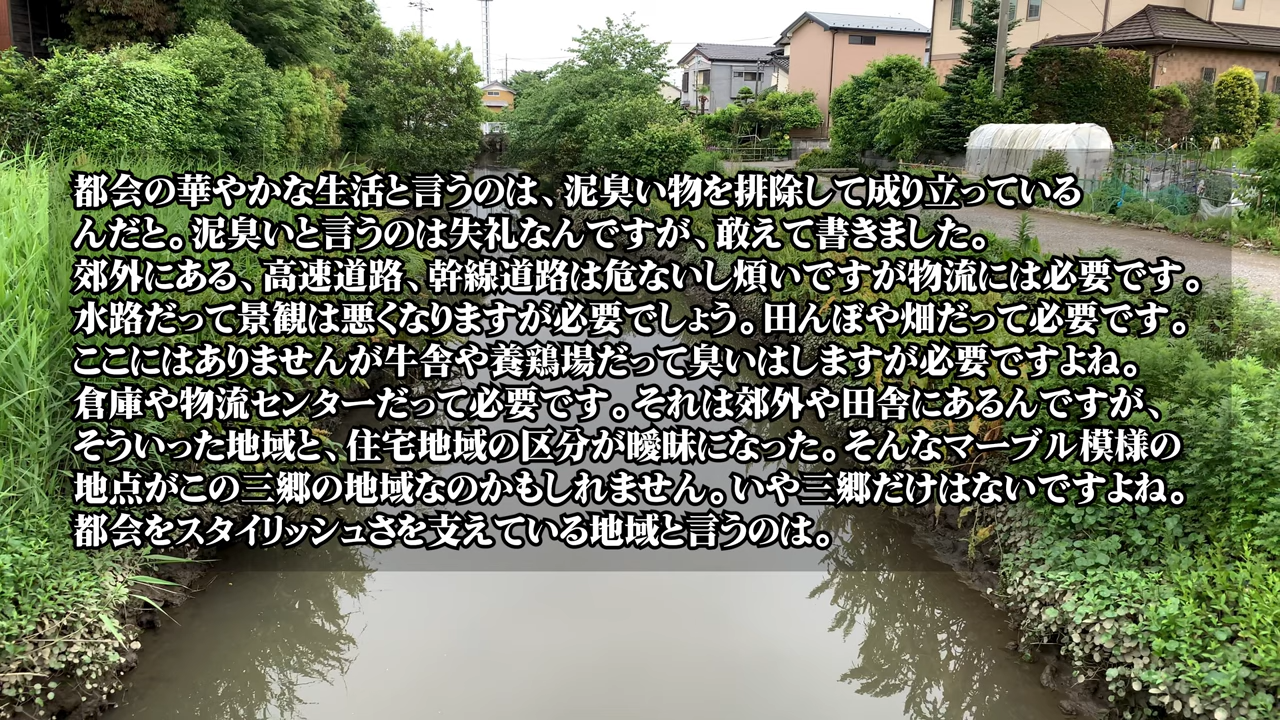 都会の華やかな生活と言うのは、泥臭い物を排除して成り立っている
んだと。泥臭いと言うのは失礼なんですが、敢えて書きました。
郊外にある、高速道路、幹線道路は危ないし煩いですが物流には必要です。
水路だって景観は悪くなりますが必要でしょう。田んぼや畑だって必要です。
ここにはありませんが牛舎や養鶏場だって臭いはしますが必要ですよね。
倉庫や物流センターだって必要です。それは郊外や田舎にあるんですが、
そういった地域と、住宅地域の区分が曖昧になった。そんなマーブル模様の
地点がこの三郷の地域なのかもしれません。いや三郷だけはないですよね。
都会をスタイリッシュさを支えている地域と言うのは。